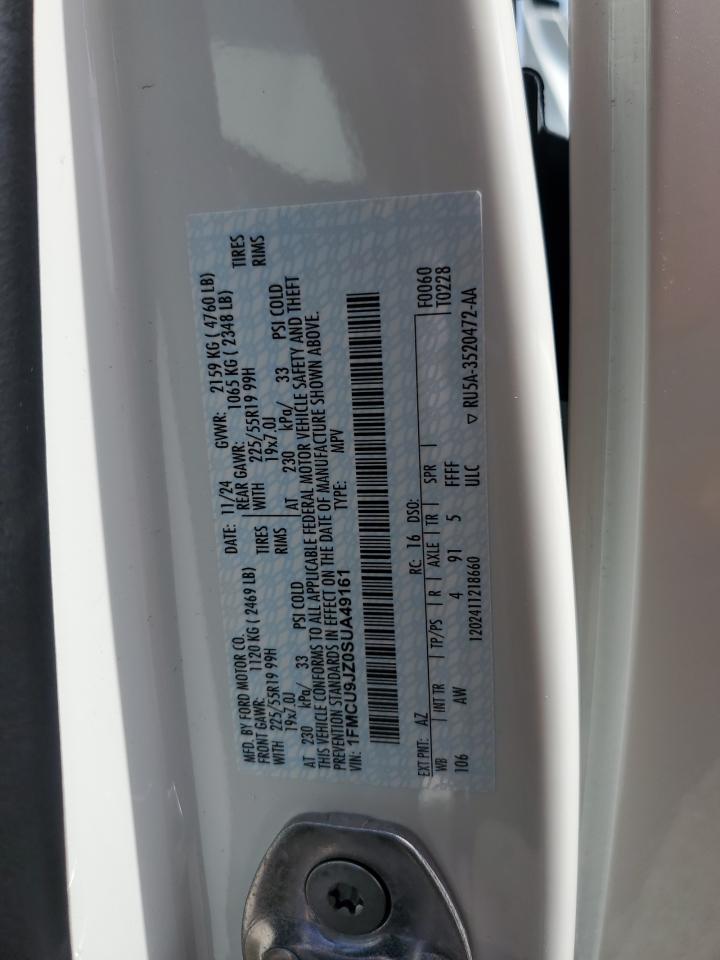 MFD. BY FORD MOTOR CO. DATE: 11/24 GVWR: 2159 KG ( 4760 LB)
FRONT GAWR: 1120 KG ( 2469 LB) REAR GAWR: 1065 KG ( 2348 LB)
WITH 225/55R19 99H TIRES WITH 225/55R19 99H TIRES
19x7.0J RIMS 19x7.0J RIMS
AT 230 kPa/ 33 PSI COLD AT 230 kPa/ 33 PSI COLD
THIS VEHICLE CONFORMS TO ALL APPLICABLE FEDERAL MOTOR VEHICLE SAFETY AND THEFT
PREVENTION STANDARDS IN EFFECT ON THE DATE OF MANUFACTURE SHOWN ABOVE.
VIN: 1FMCU9JZ0SUA49161 TYPE: MPV
EXT PNT: AZ RC: 16 DSO: F0060
WB INT TR TP/PS R AXLE TR SPR T0228
106 AW 4 91 5 FFFF
1202411218660 ULC ▽ RU5A-3520472-AA